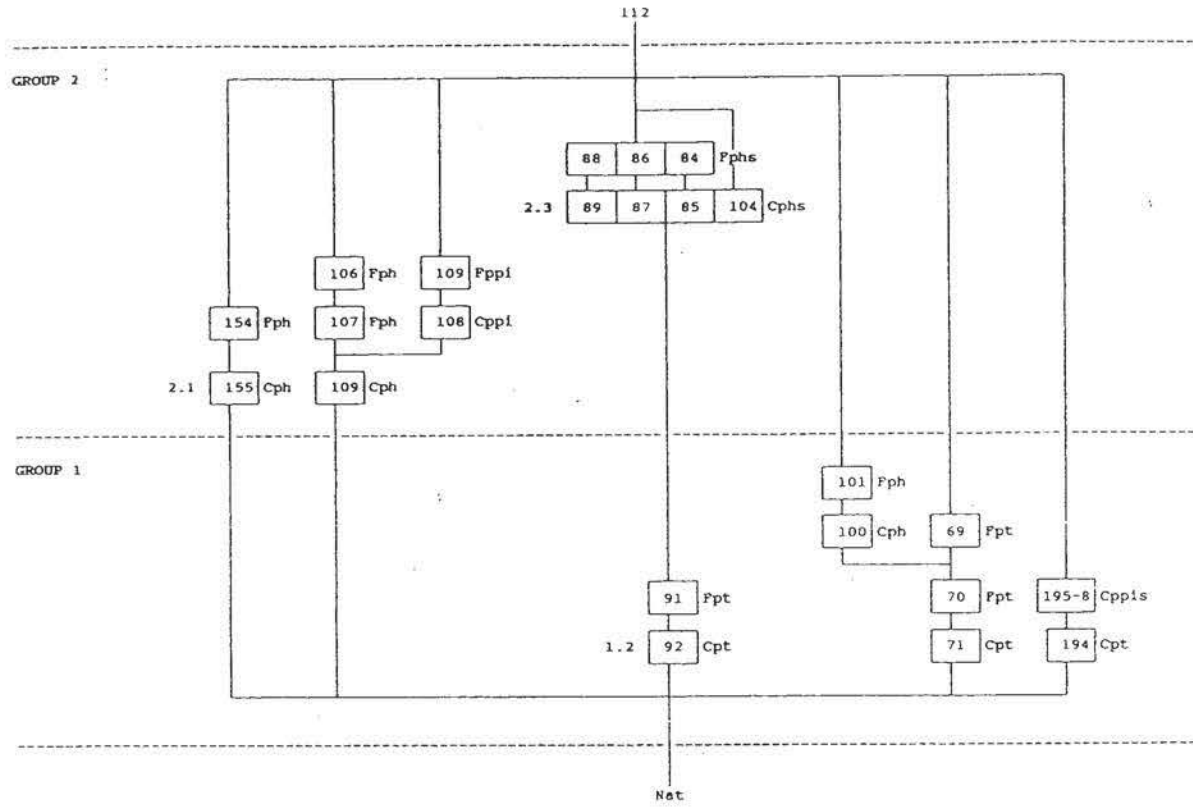 112
GROUP 2
88 86 84 Fphs
2.3 89 87 85 104 Cphs
106 Fph 109 Fppi
154 Fph 107 Fph 108 Cppi
2.1 155 Cph 109 Cph
GROUP 1
101 Fph
100 Cph 69 Fpt
91 Fpt 70 Fpt 195-8 Cppis
1.2 92 Cpt 71 Cpt 194 Cpt
Nat